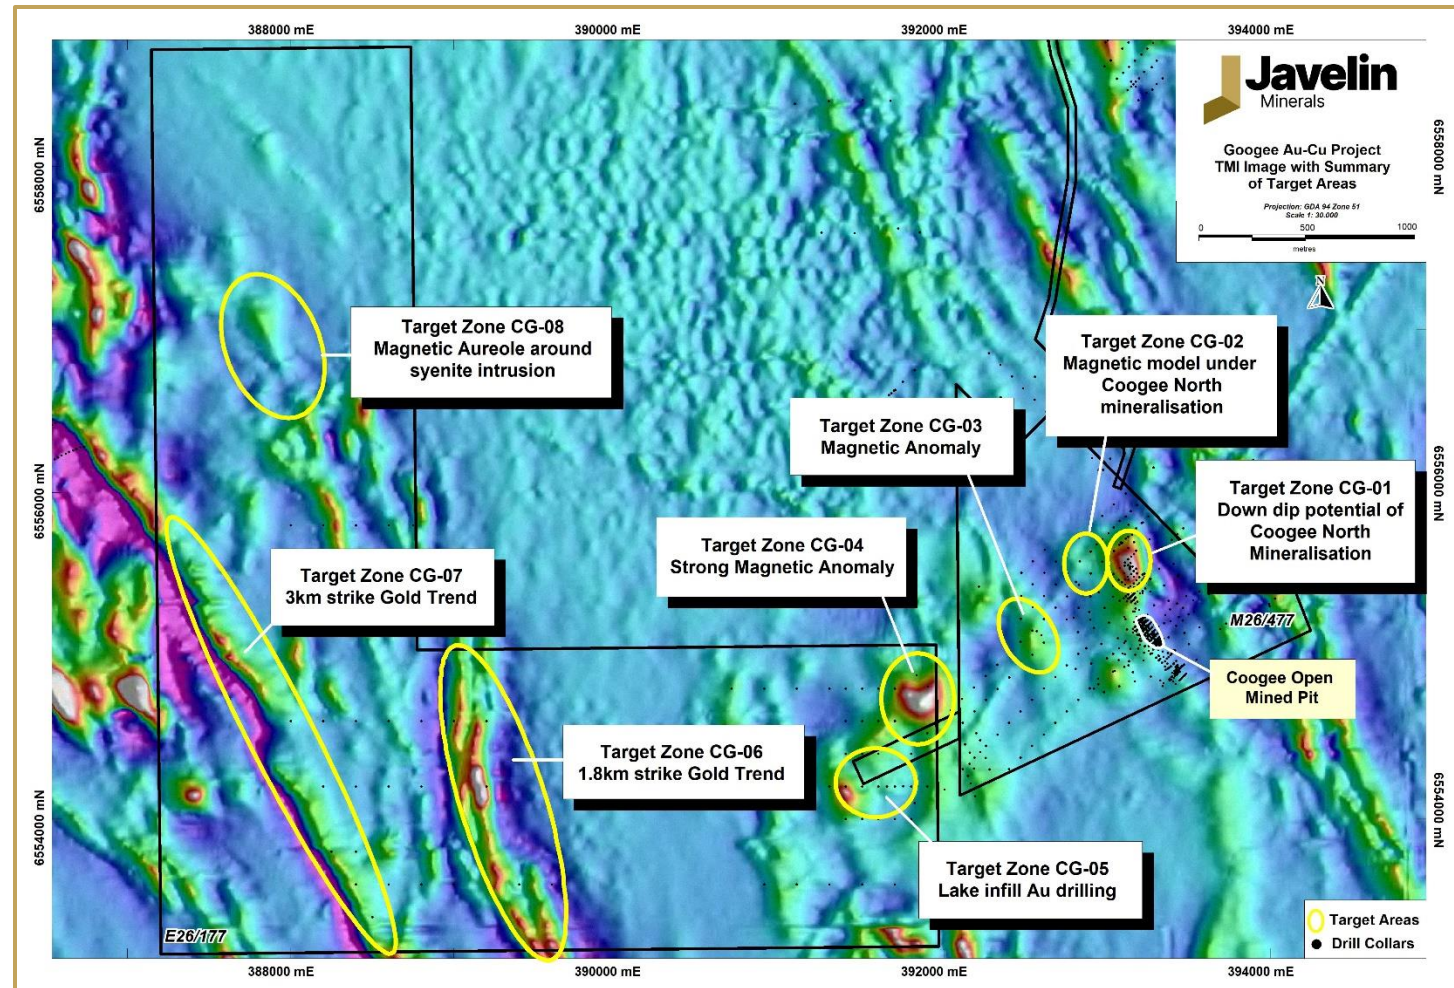 388000 mE
390000 mE
392000 mE
394000 mE
Javelin
Minerals
Googee Au-Cu Project
TMI Image with Summary
of Target Areas
Projection: GDA 94 Zone 51
Scale 1: 30.000
0
500
1000
metres
N
6558000 mN
6558000 mN
Target Zone CG-08
Magnetic Aureole around
syenite intrusion
Target Zone CG-02
Magnetic model under
Coogee North
mineralisation
Target Zone CG-03
Magnetic Anomaly
6556000 mN
6556000 mN
Target Zone CG-01
Down dip potential of
Coogee North
Mineralisation
Target Zone CG-04
Strong Magnetic Anomaly
Target Zone CG-07
3km strike Gold Trend
M26/477
Coogee Open
Mined Pit
Target Zone CG-06
1.8km strike Gold Trend
6554000 mN
6554000 mN
Target Zone CG-05
Lake infill Au drilling
E26/177
Target Areas
Drill Collars
388000 mE
390000 mE
392000 mE
394000 mE